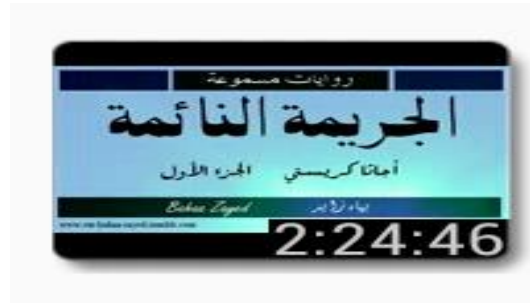 روايات مسموعة
الجريمة النائمة
أجاثا كريستي الجزء الأول
Bahaa Zayed بهاء زايد
2:24:46